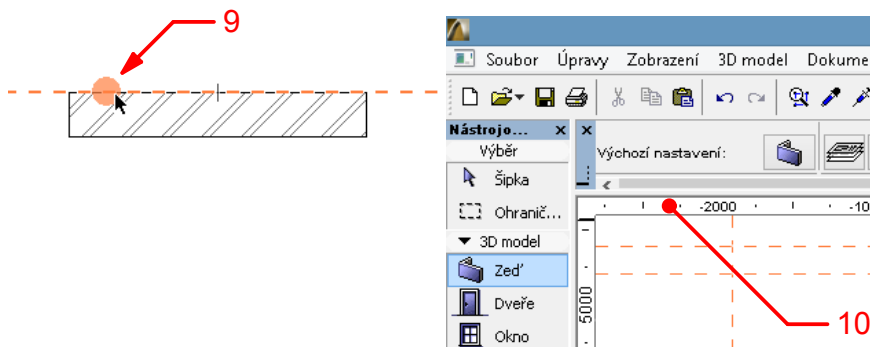 9
Soubor Úpravy Zobrazení 3D model Dokume
Nástrojo... x x
Výběr
Výchozí nastavení:
Šipka
Ohranič...
-2000 -10
3D model
Zeď
Dveře
5000
Okno
10